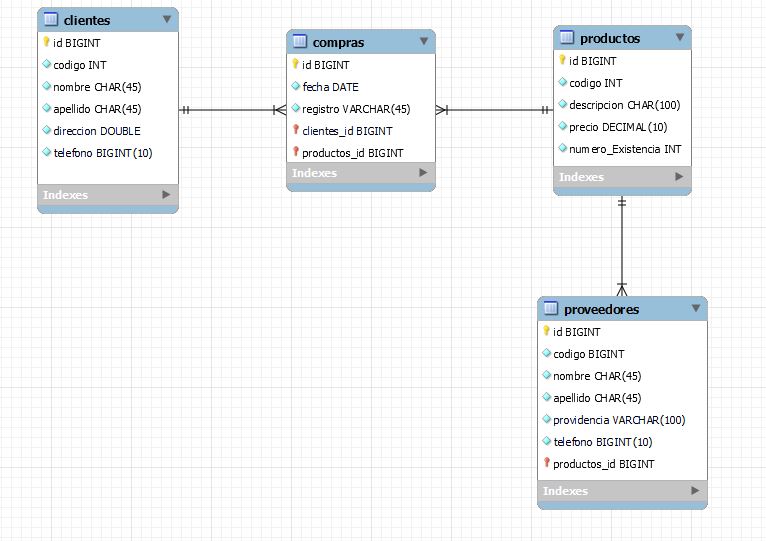 clientes
id BIGINT
codigo INT
nombre CHAR(45)
apellido CHAR(45)
direccion DOUBLE
telefono BIGINT(10)
Indexes
compras
id BIGINT
fecha DATE
registro VARCHAR(45)
clientes_id BIGINT
productos_id BIGINT
Indexes
productos
id BIGINT
codigo INT
descripcion CHAR(100)
precio DECIMAL(10)
numero_Existencia INT
Indexes
proveedores
id BIGINT
codigo BIGINT
nombre CHAR(45)
apellido CHAR(45)
providencia VARCHAR(100)
telefono BIGINT(10)
productos_id BIGINT
Indexes